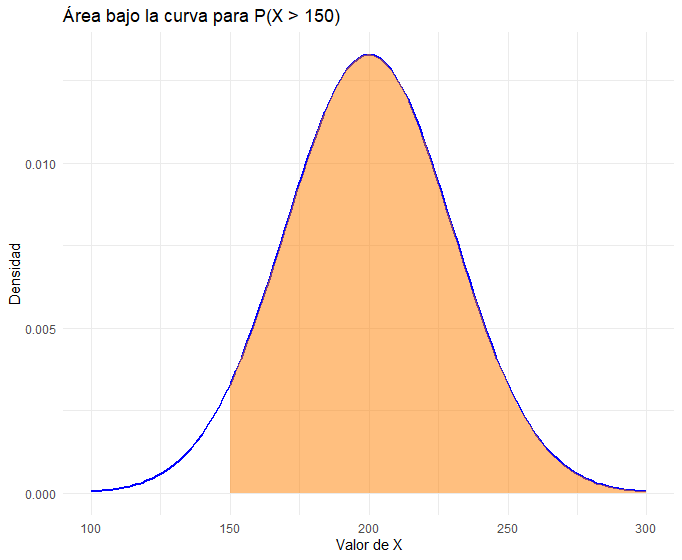 Área bajo la curva para P(X > 150)
Densidad
0.010
0.005
0.000
100 150 200 250 300
Valor de X